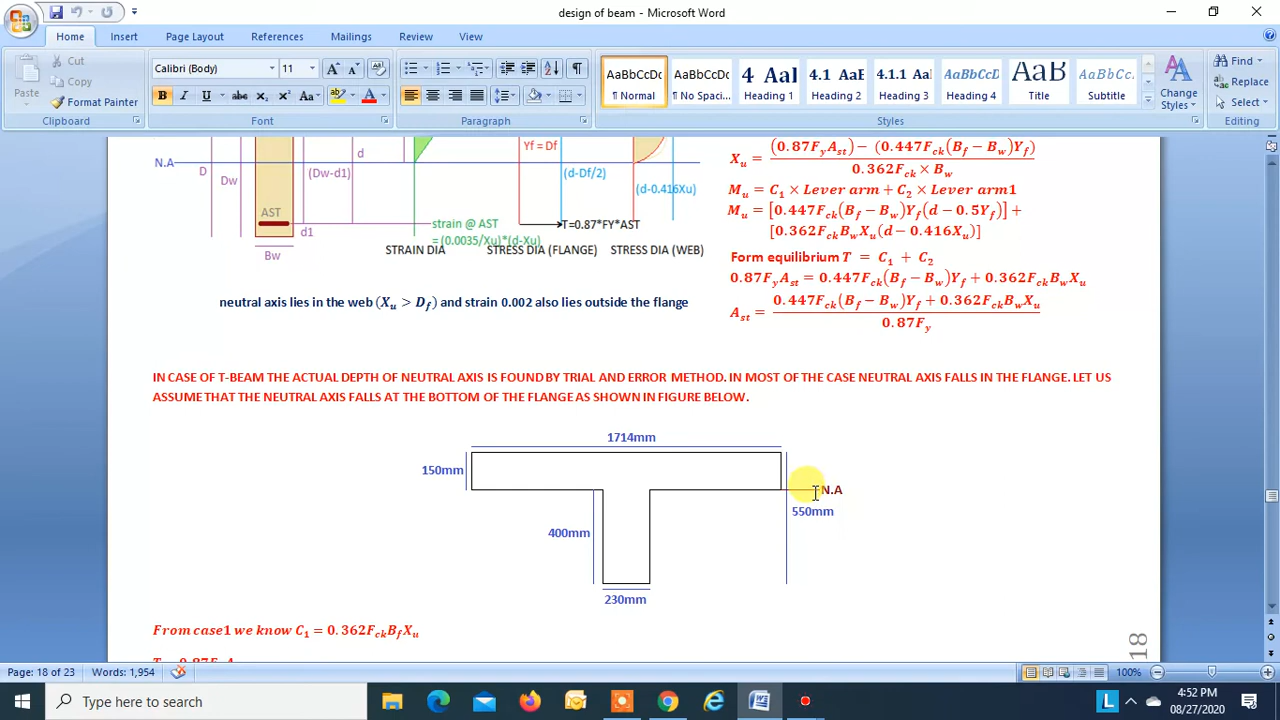 design of beam - Microsoft Word
Home Insert Page Layout References Mailings Review View
Cut
Copy
Format Painter
Paste
Clipboard
Calibri (Body) 11
B I U abc x₂ x² Aa
Font
Paragraph
AaBbCcDc AaBbCcDc 4 AaI 4.1 AaB 4.1.1 AaB AaBbCcDc AaB AaBbCcDc
¶ Normal ¶ No Spaci... Heading 1 Heading 2 Heading 3 Heading 4 Title Subtitle
Styles
Change
Styles
Find
Replace
Select
Editing
N.A
D
Dw
(Dw-d1)
d
AST
d1
Bw
strain @ AST
= (0.0035/Xu)*(d-Xu)
STRAIN DIA
Yf = Df
(d-Df/2)
T=0.87*FY*AST
STRESS DIA (FLANGE)
(d-0.416Xu)
STRESS DIA (WEB)
neutral axis lies in the web (X_u > D_f) and strain 0.002 also lies outside the flange
X_u = (0.87F_yA_st) − (0.447F_ck(B_f − B_w)Y_f) / 0.362F_ck × B_w
M_u = C_1 × Lever arm + C_2 × Lever arm1
M_u = [0.447F_ck(B_f − B_w)Y_f(d − 0.5Y_f)] +
[0.362F_ckB_wX_u(d − 0.416X_u)]
Form equilibrium T = C_1 + C_2
0.87F_yA_st = 0.447F_ck(B_f − B_w)Y_f + 0.362F_ckB_wX_u
A_st = 0.447F_ck(B_f − B_w)Y_f + 0.362F_ckB_wX_u / 0.87F_y
IN CASE OF T-BEAM THE ACTUAL DEPTH OF NEUTRAL AXIS IS FOUND BY TRIAL AND ERROR METHOD. IN MOST OF THE CASE NEUTRAL AXIS FALLS IN THE FLANGE. LET US
ASSUME THAT THE NEUTRAL AXIS FALLS AT THE BOTTOM OF THE FLANGE AS SHOWN IN FIGURE BELOW.
1714mm
150mm
N.A
550mm
400mm
230mm
From case1 we know C_1 = 0.362F_ckB_fX_u
18
Page: 18 of 23 Words: 1,954
100%
Type here to search
4:52 PM
08/27/2020